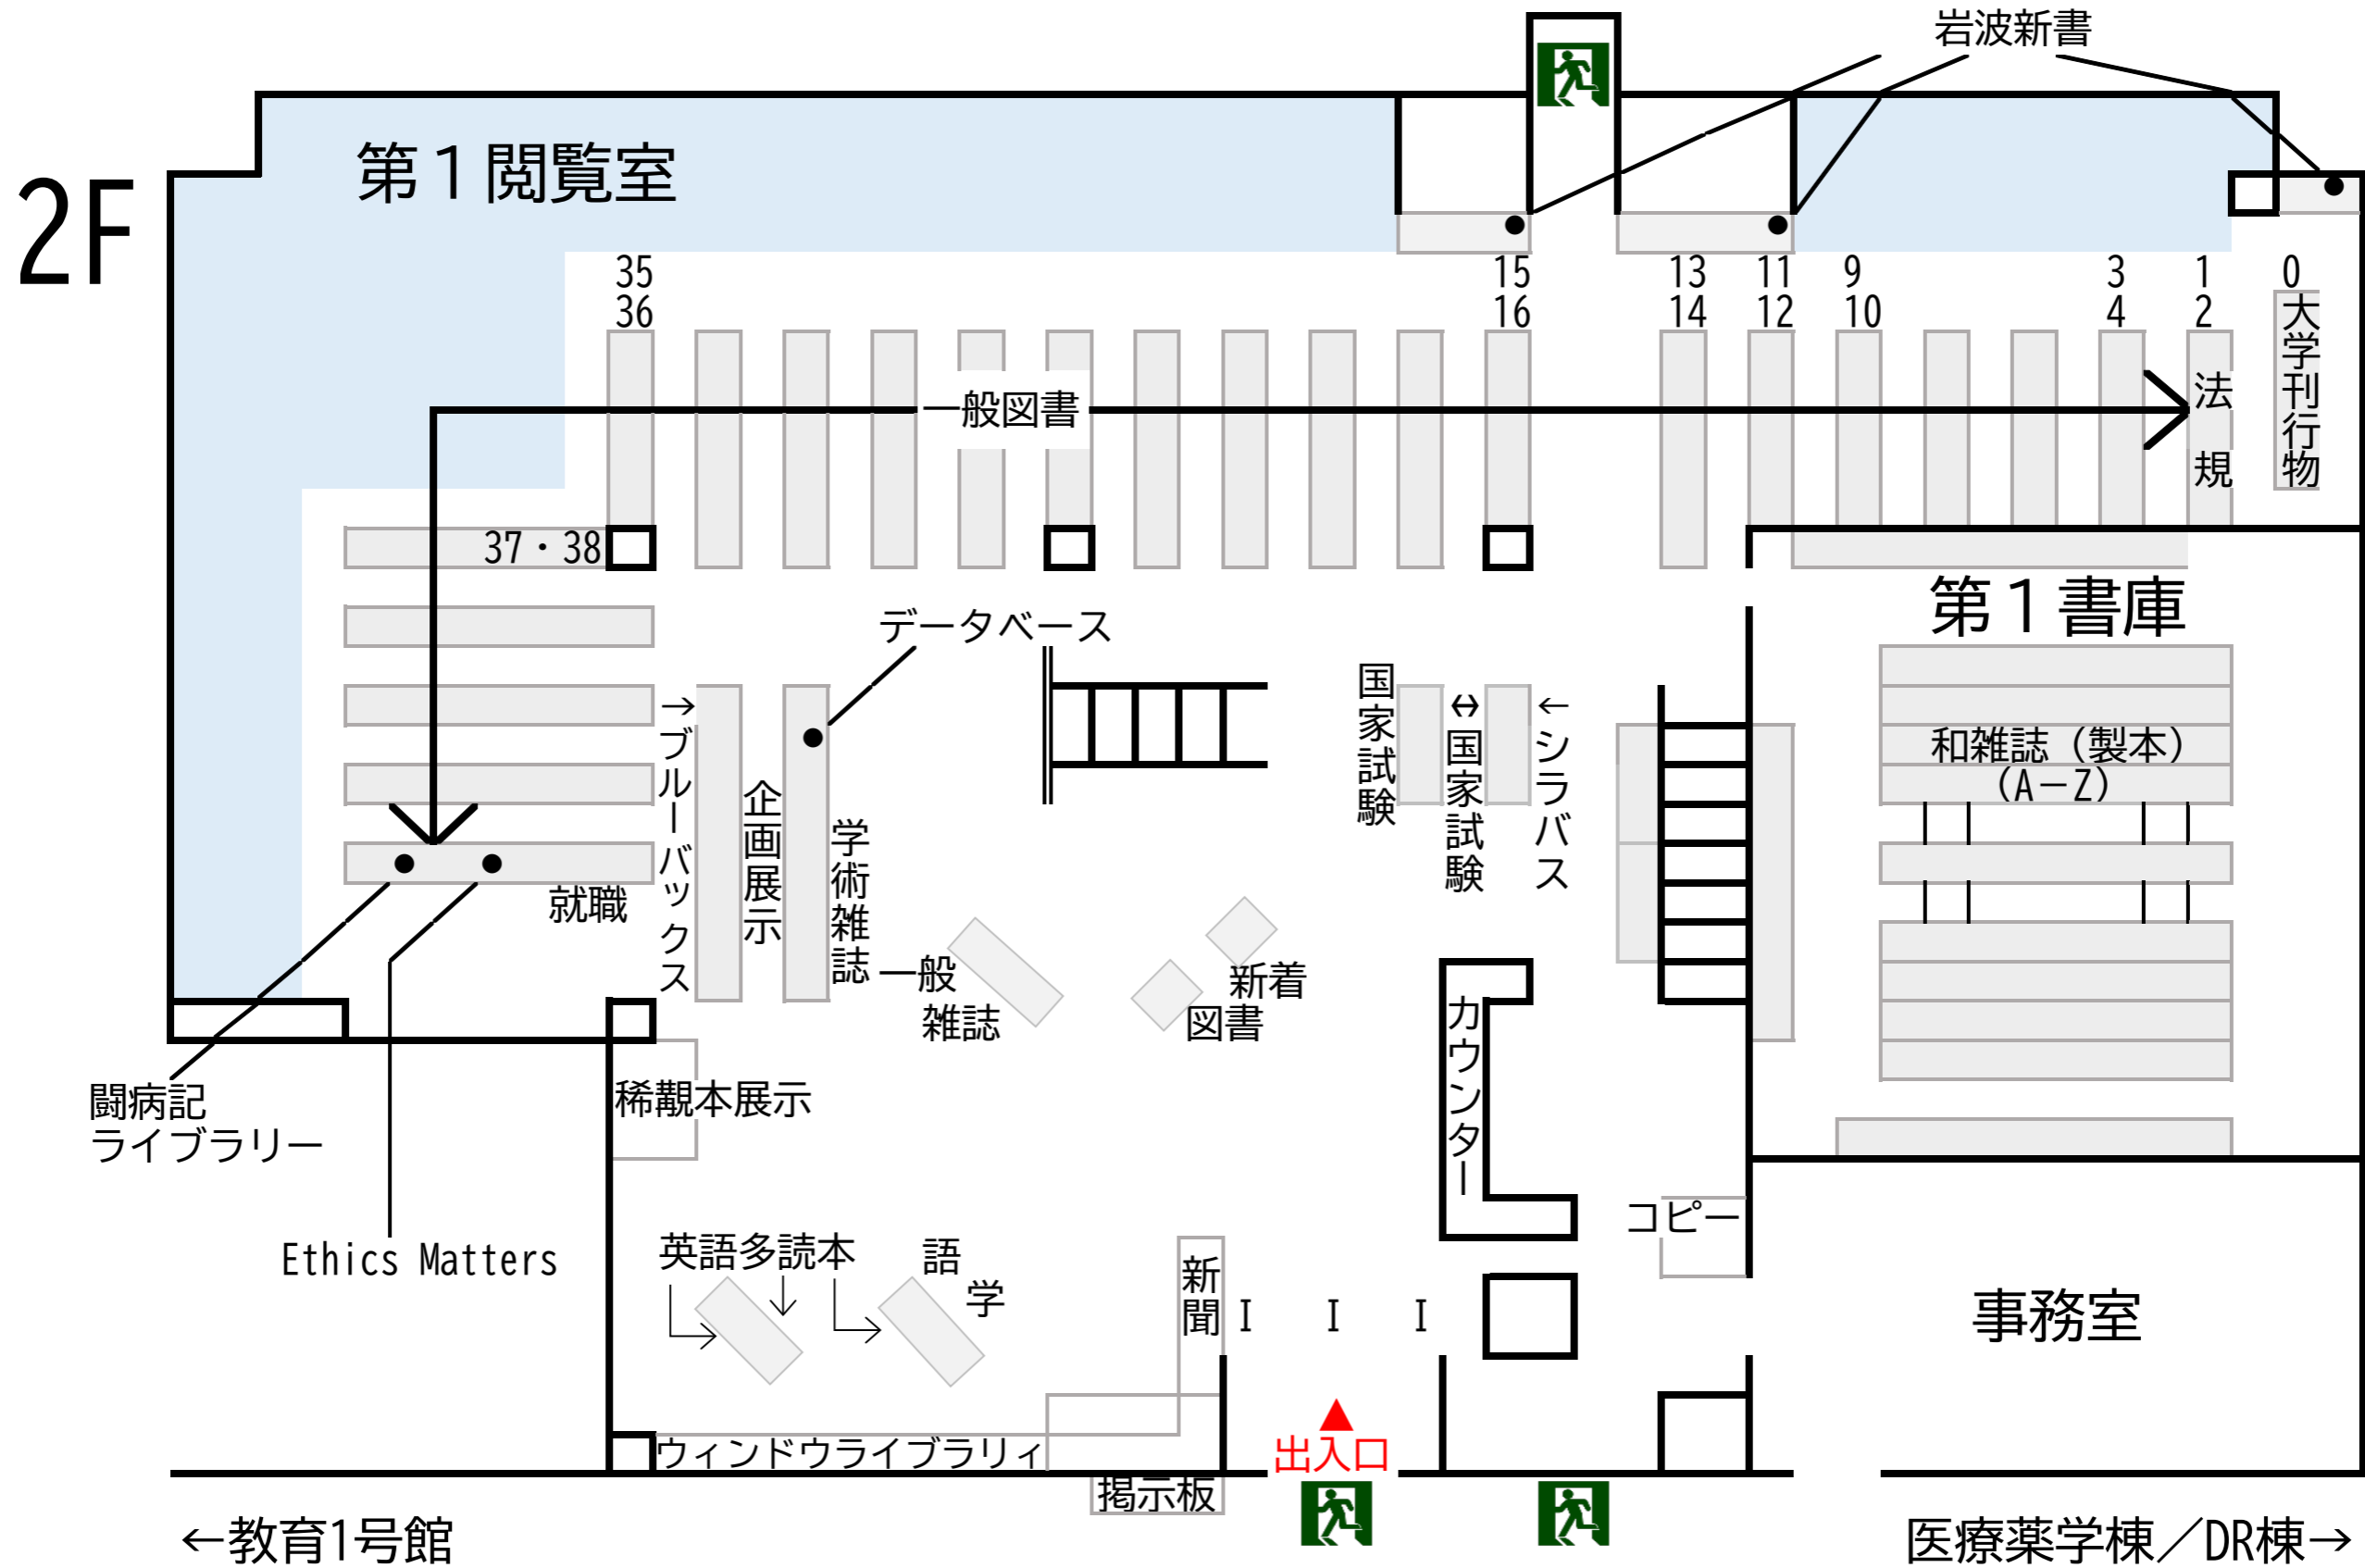 岩波新書
2F
第１閲覧室
35
36
15
16
13
14
11
12
9
10
3
4
1
2
0
大学刊行物
一般図書
法規
37・38
第１書庫
データベース
→ブルーバックス
企画展示
学術雑誌
国家試験
↔国家試験
←シラバス
和雑誌（製本）
（A－Z）
就職
一般
雑誌
新着
図書
カウンター
闘病記
ライブラリー
稀覯本展示
コピー
Ethics Matters
英語多読本
語学
新聞
I I I
事務室
▲
出入口
ウィンドウライブラリィ
掲示板
←教育1号館
医療薬学棟／DR棟→